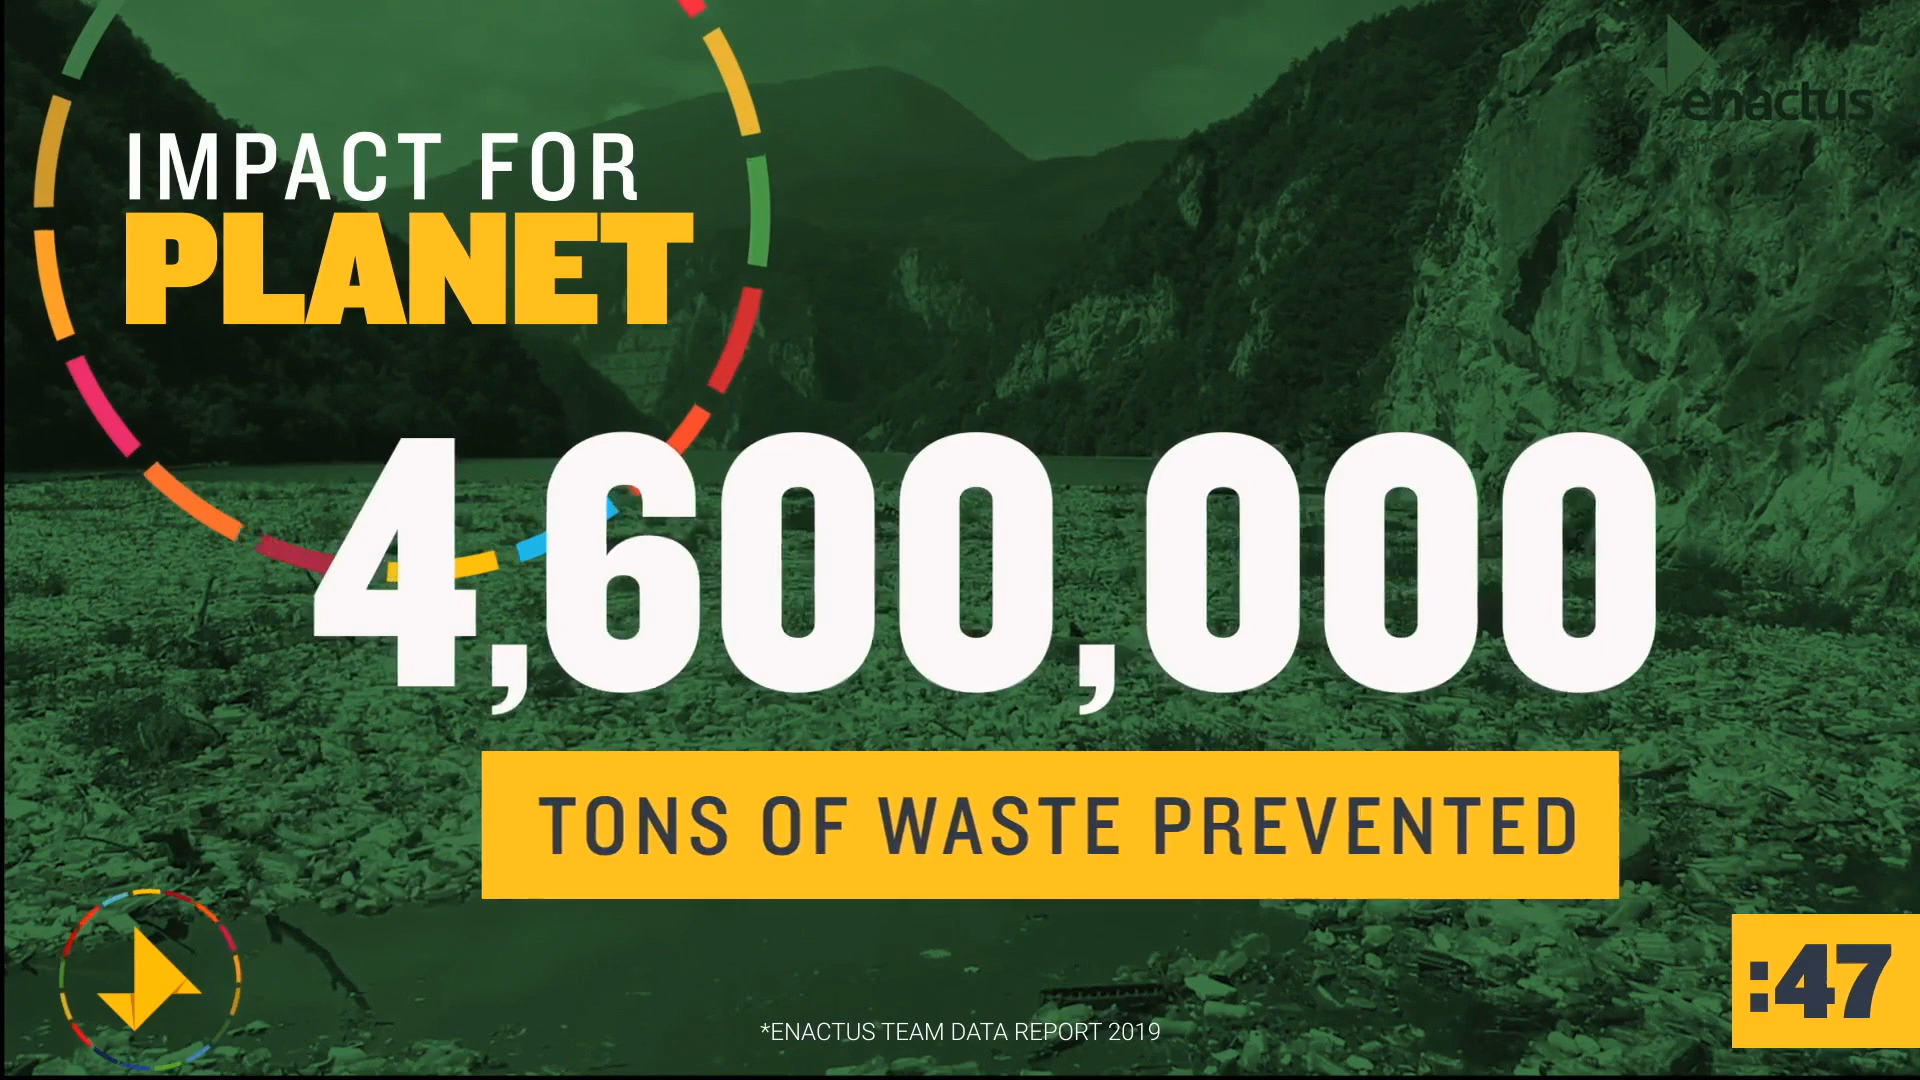 IMPACT FOR
PLANET
enactus
4,600,000
TONS OF WASTE PREVENTED
:47
*ENACTUS TEAM DATA REPORT 2019